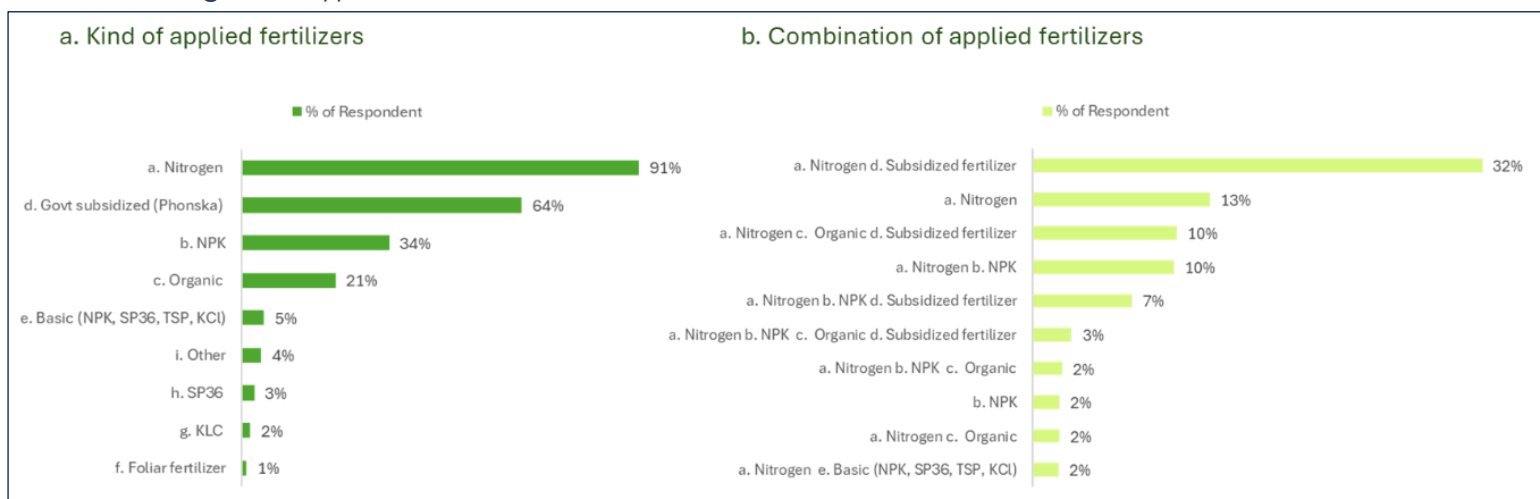 a. Kind of applied fertilizers
% of Respondent
a. Nitrogen 91%
d. Govt subsidized (Phonska) 64%
b. NPK 34%
c. Organic 21%
e. Basic (NPK, SP36, TSP, KCl) 5%
i. Other 4%
h. SP36 3%
g. KLC 2%
f. Foliar fertilizer 1%
b. Combination of applied fertilizers
% of Respondent
a. Nitrogen d. Subsidized fertilizer 32%
a. Nitrogen 13%
a. Nitrogen c. Organic d. Subsidized fertilizer 10%
a. Nitrogen b. NPK 10%
a. Nitrogen b. NPK d. Subsidized fertilizer 7%
a. Nitrogen b. NPK c. Organic d. Subsidized fertilizer 3%
a. Nitrogen b. NPK c. Organic 2%
b. NPK 2%
a. Nitrogen c. Organic 2%
a. Nitrogen e. Basic (NPK, SP36, TSP, KCl) 2%